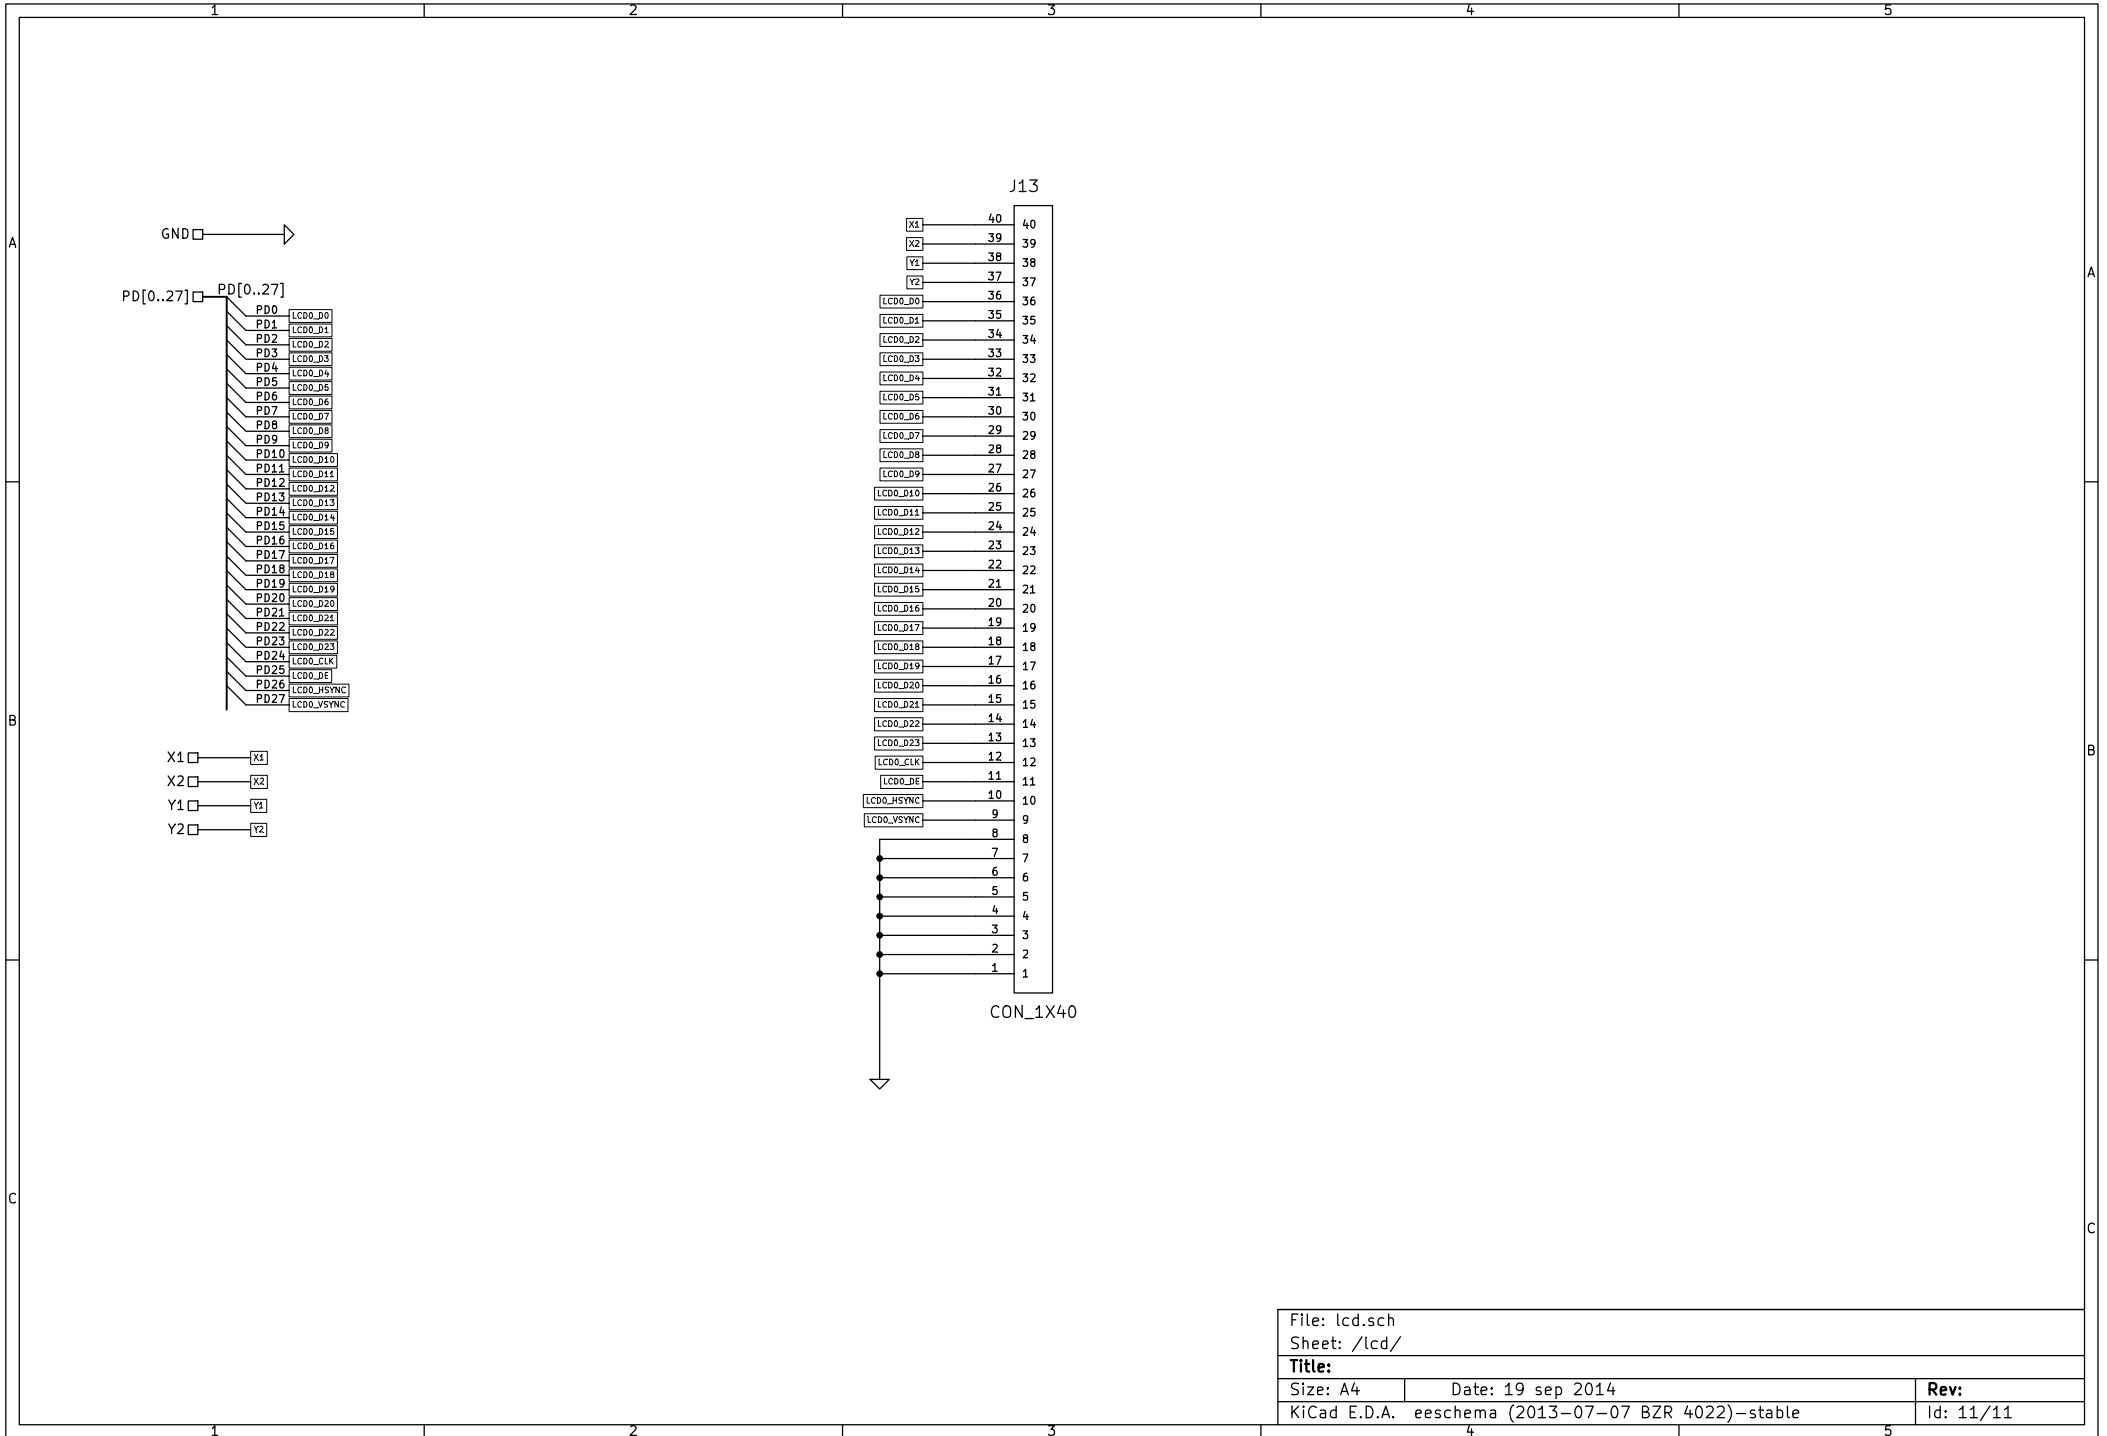 1 2 3 4 5
J13
GND
PD[0..27] PD[0..27]
PD0 LCD0_D0
PD1 LCD0_D1
PD2 LCD0_D2
PD3 LCD0_D3
PD4 LCD0_D4
PD5 LCD0_D5
PD6 LCD0_D6
PD7 LCD0_D7
PD8 LCD0_D8
PD9 LCD0_D9
PD10 LCD0_D10
PD11 LCD0_D11
PD12 LCD0_D12
PD13 LCD0_D13
PD14 LCD0_D14
PD15 LCD0_D15
PD16 LCD0_D16
PD17 LCD0_D17
PD18 LCD0_D18
PD19 LCD0_D19
PD20 LCD0_D20
PD21 LCD0_D21
PD22 LCD0_D22
PD23 LCD0_D23
PD24 LCD0_CLK
PD25 LCD0_DE
PD26 LCD0_HSYNC
PD27 LCD0_VSYNC
X1 X1
X2 X2
Y1 Y1
Y2 Y2
X1 40 40
X2 39 39
Y1 38 38
Y2 37 37
LCD0_D0 36 36
LCD0_D1 35 35
LCD0_D2 34 34
LCD0_D3 33 33
LCD0_D4 32 32
LCD0_D5 31 31
LCD0_D6 30 30
LCD0_D7 29 29
LCD0_D8 28 28
LCD0_D9 27 27
LCD0_D10 26 26
LCD0_D11 25 25
LCD0_D12 24 24
LCD0_D13 23 23
LCD0_D14 22 22
LCD0_D15 21 21
LCD0_D16 20 20
LCD0_D17 19 19
LCD0_D18 18 18
LCD0_D19 17 17
LCD0_D20 16 16
LCD0_D21 15 15
LCD0_D22 14 14
LCD0_D23 13 13
LCD0_CLK 12 12
LCD0_DE 11 11
LCD0_HSYNC 10 10
LCD0_VSYNC 9 9
8 8
7 7
6 6
5 5
4 4
3 3
2 2
1 1
CON_1X40
A A
B B
C C
File: lcd.sch
Sheet: /lcd/
Title:
Size: A4 Date: 19 sep 2014 Rev:
KiCad E.D.A. eeschema (2013-07-07 BZR 4022)-stable Id: 11/11
1 2 3 4 5